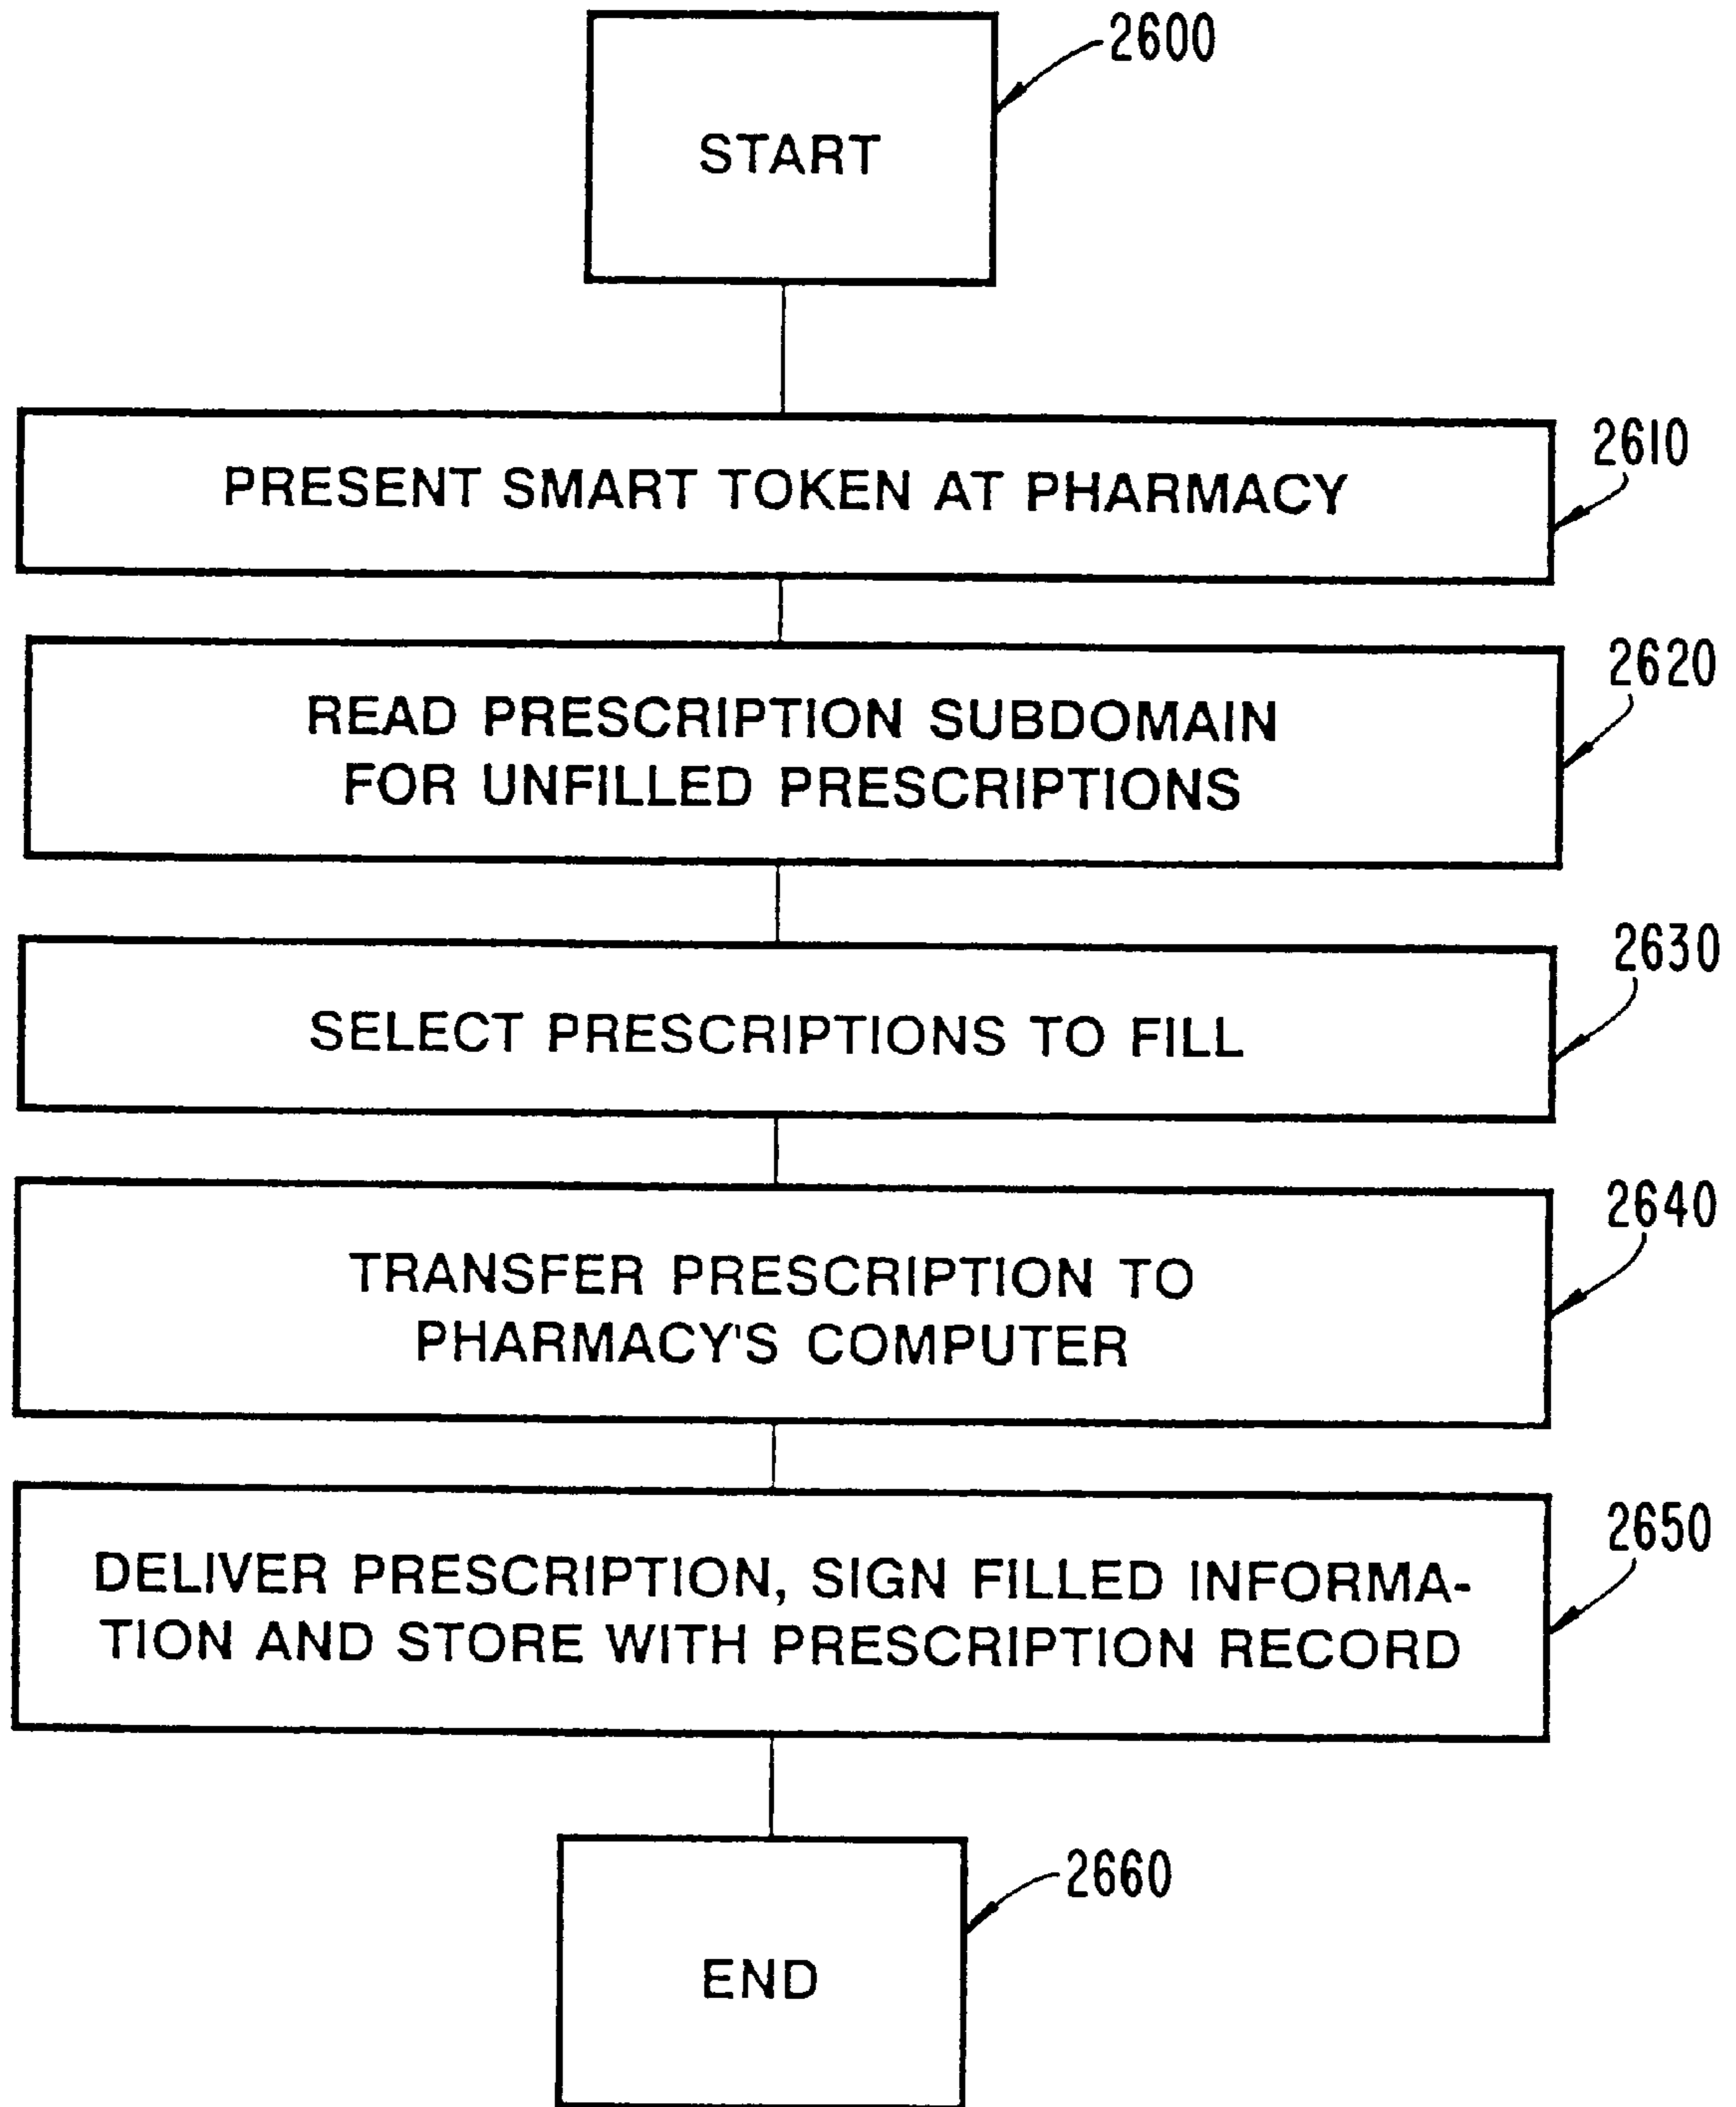 2600
START
2610
PRESENT SMART TOKEN AT PHARMACY
2620
READ PRESCRIPTION SUBDOMAIN
FOR UNFILLED PRESCRIPTIONS
2630
SELECT PRESCRIPTIONS TO FILL
2640
TRANSFER PRESCRIPTION TO
PHARMACY'S COMPUTER
2650
DELIVER PRESCRIPTION, SIGN FILLED INFORMA-
TION AND STORE WITH PRESCRIPTION RECORD
2660
END